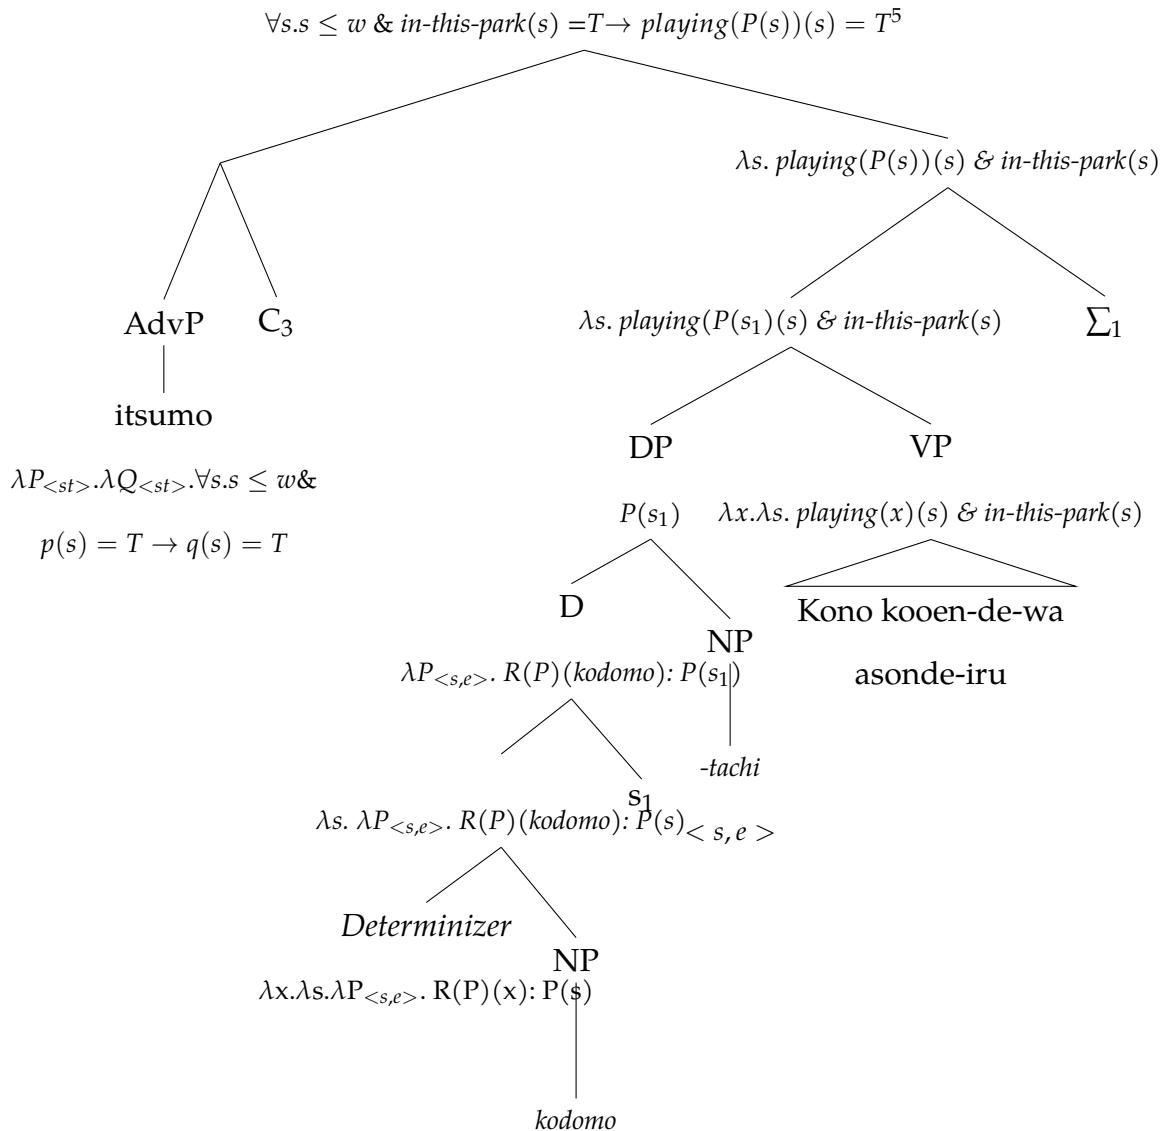 ∀s.s ≤ w & in-this-park(s) =T→ playing(P(s))(s) = T⁵
λs. playing(P(s))(s) & in-this-park(s)
AdvP C₃ λs. playing(P(s₁)(s) & in-this-park(s) ∑₁
itsumo
DP VP
λP<st>.λQ<st>.∀s.s ≤ w&
P(s₁) λx.λs. playing(x)(s) & in-this-park(s)
p(s) = T → q(s) = T
D Kono kooen-de-wa
NP
λP<s,e>. R(P)(kodomo): P(s₁) asonde-iru
-tachi
s₁
λs. λP<s,e>. R(P)(kodomo): P(s)< s, e >
Determinizer
NP
λx.λs.λP<s,e>. R(P)(x): P(s)
kodomo